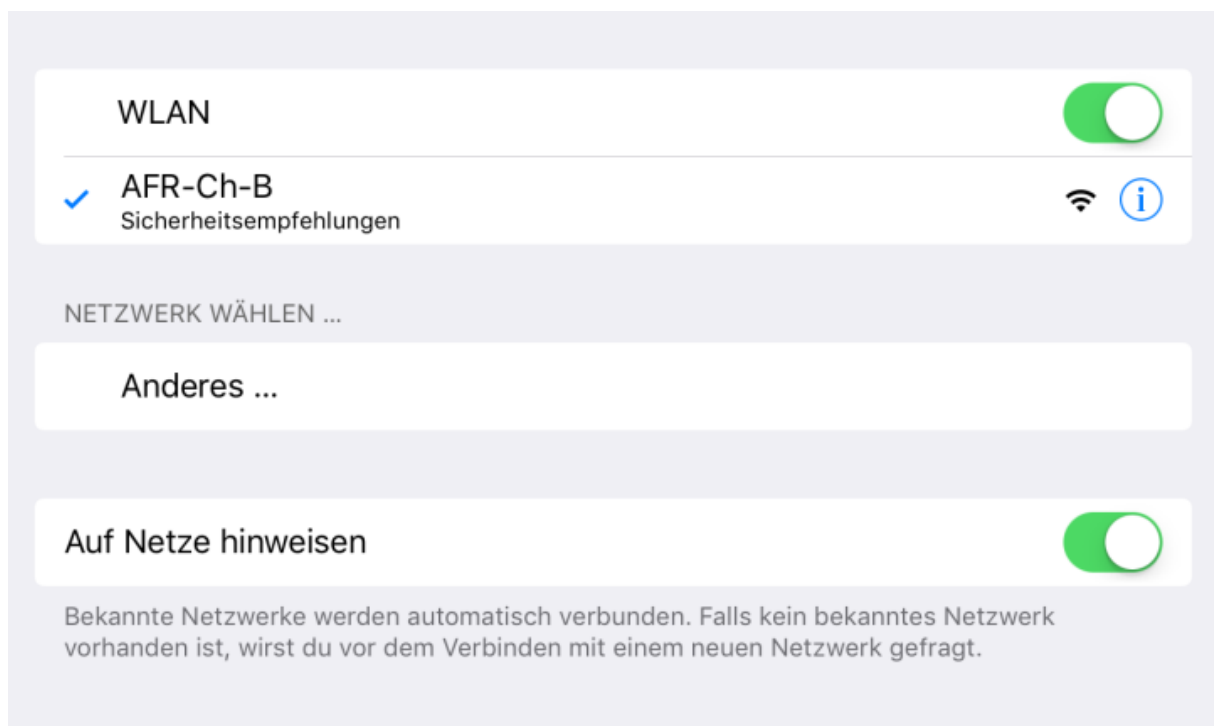 WLAN
AFR-Ch-B
Sicherheitsempfehlungen
NETZWERK WÄHLEN ...
Anderes ...
Auf Netze hinweisen
Bekannte Netzwerke werden automatisch verbunden. Falls kein bekanntes Netzwerk
vorhanden ist, wirst du vor dem Verbinden mit einem neuen Netzwerk gefragt.